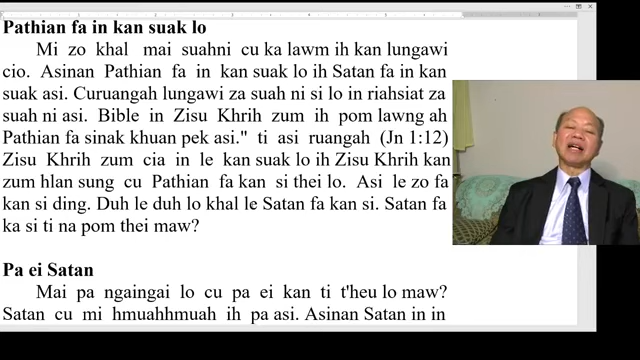 Pathian fa in kan suak lo
Mi zo khal mai suahni cu ka lawm ih kan lungawi
cio. Asinan Pathian fa in kan suak lo ih Satan fa in kan
suak asi. Curuangah lungawi za suah ni si lo in riahsiat za
suah ni asi. Bible in Zisu Khrih zum ih pom lawng ah
Pathian fa sinak khuan pek asi." ti asi ruangah (Jn 1:12)
Zisu Khrih zum cia in le kan suak lo ih Zisu Khrih kan
zum hlan sung cu Pathian fa kan si thei lo. Asi le zo fa
kan si ding. Duh le duh lo khal le Satan fa kan si. Satan fa
ka si ti na pom thei maw?
Pa ei Satan
Mai pa ngaingai lo cu pa ei kan ti t'heu lo maw?
Satan cu mi hmuahhmuah ih pa asi. Asinan Satan in in